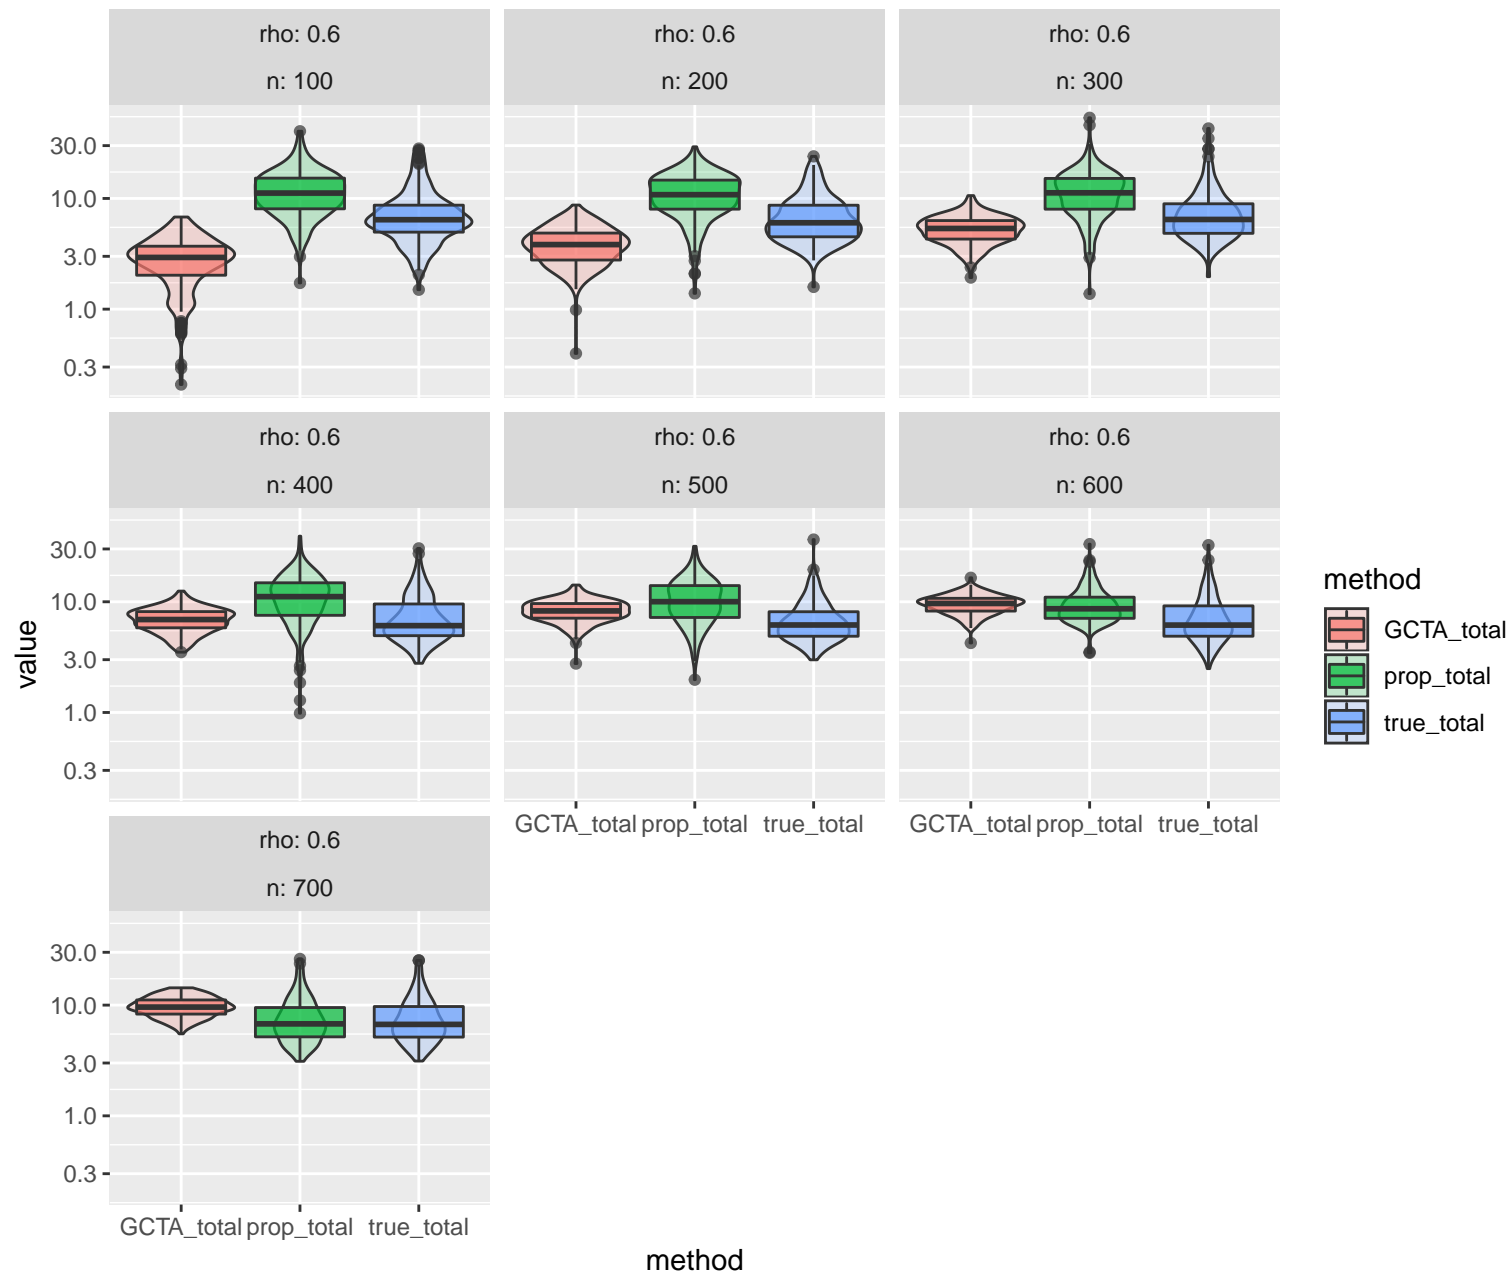 rho: 0.6
rho: 0.6
rho: 0.6
n: 100
n: 200
n: 300
30.0
10.0
3.0
1.0
0.3
rho: 0.6
rho: 0.6
rho: 0.6
n: 400
n: 500
n: 600
30.0
10.0
3.0
1.0
0.3
GCTA_total prop_total true_total
GCTA_total prop_total true_total
rho: 0.6
n: 700
30.0
10.0
3.0
1.0
0.3
GCTA_total prop_total true_total
value
method
method
GCTA_total
prop_total
true_total